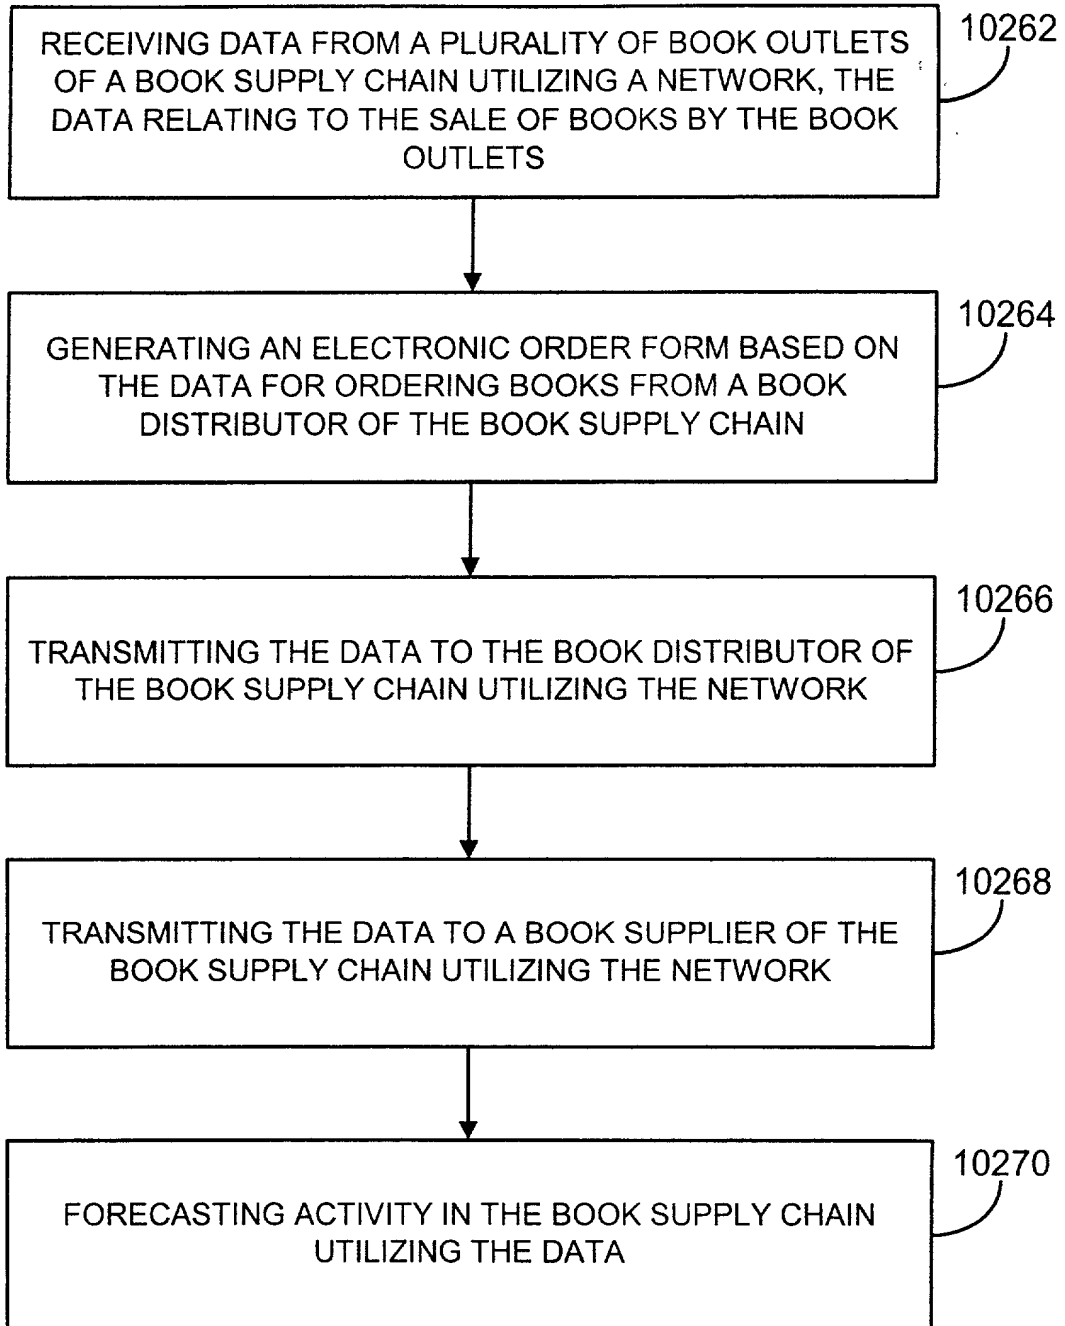 RECEIVING DATA FROM A PLURALITY OF BOOK OUTLETS
OF A BOOK SUPPLY CHAIN UTILIZING A NETWORK, THE
DATA RELATING TO THE SALE OF BOOKS BY THE BOOK
OUTLETS
10262
GENERATING AN ELECTRONIC ORDER FORM BASED ON
THE DATA FOR ORDERING BOOKS FROM A BOOK
DISTRIBUTOR OF THE BOOK SUPPLY CHAIN
10264
TRANSMITTING THE DATA TO THE BOOK DISTRIBUTOR OF
THE BOOK SUPPLY CHAIN UTILIZING THE NETWORK
10266
TRANSMITTING THE DATA TO A BOOK SUPPLIER OF THE
BOOK SUPPLY CHAIN UTILIZING THE NETWORK
10268
FORECASTING ACTIVITY IN THE BOOK SUPPLY CHAIN
UTILIZING THE DATA
10270